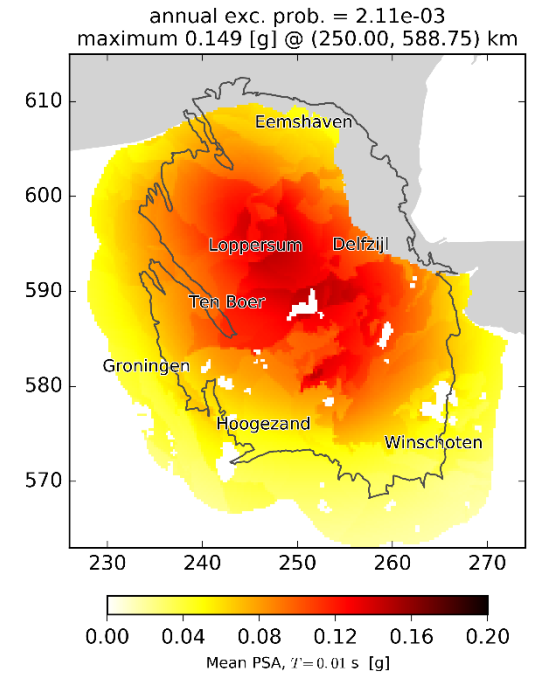 annual exc. prob. = 2.11e-03
maximum 0.149 [g] @ (250.00, 588.75) km
610
Eemshaven
600
Loppersum
Delfzijl
590
Ten Boer
Groningen
580
Hoogezand
Winschoten
570
230 240 250 260 270
0.00 0.04 0.08 0.12 0.16 0.20
Mean PSA, T = 0.01 s [g]